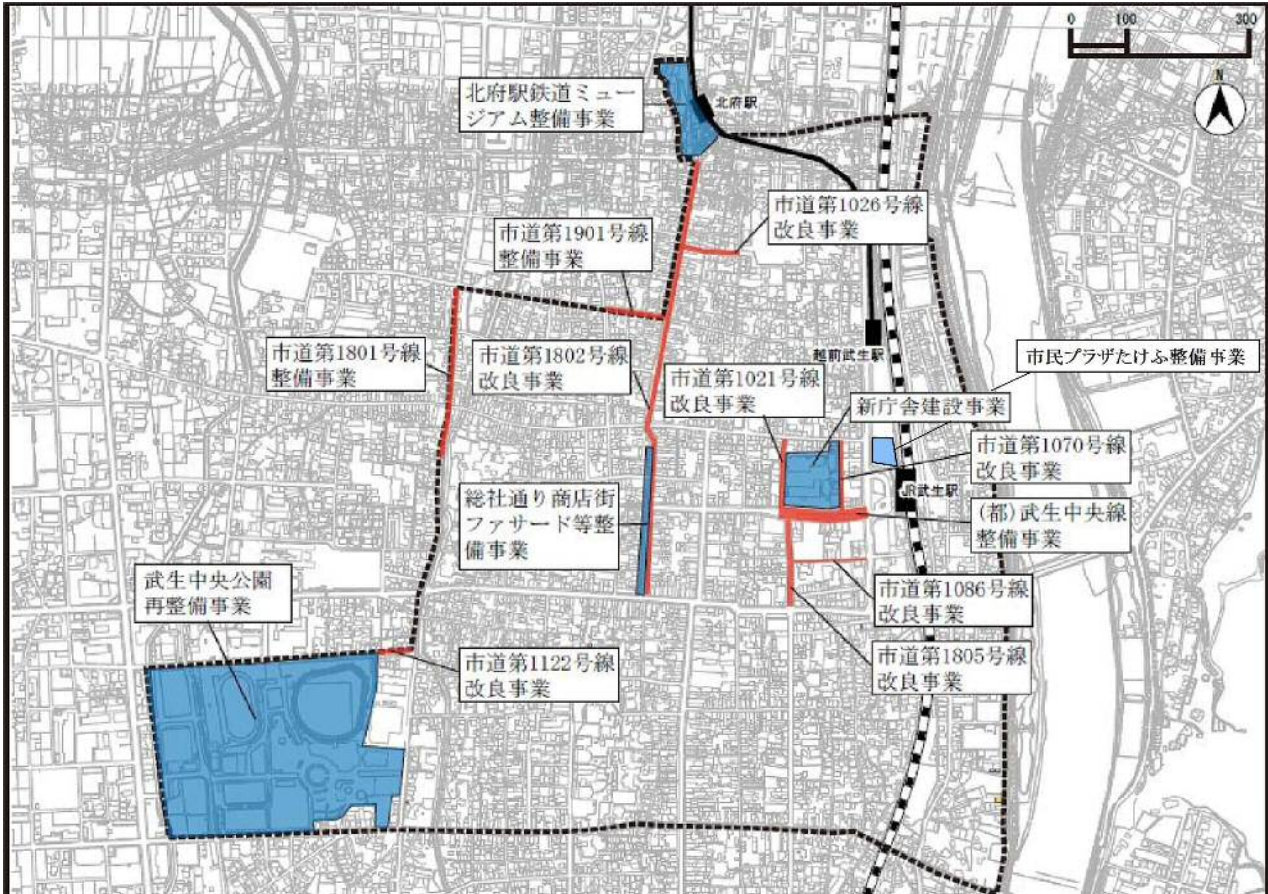 0 100 300
N
北府駅鉄道ミュー
ジアム整備事業
北府駅
市道第1026号線
改良事業
市道第1901号線
整備事業
市道第1801号線
整備事業
市道第1802号線
改良事業
越前武生駅
市民プラザたけふ整備事業
市道第1021号線
改良事業
新庁舎建設事業
市道第1070号線
改良事業
JR武生駅
(都)武生中央線
整備事業
総社通り商店街
ファサード等整
備事業
武生中央公園
再整備事業
市道第1086号線
改良事業
市道第1122号線
改良事業
市道第1805号線
改良事業